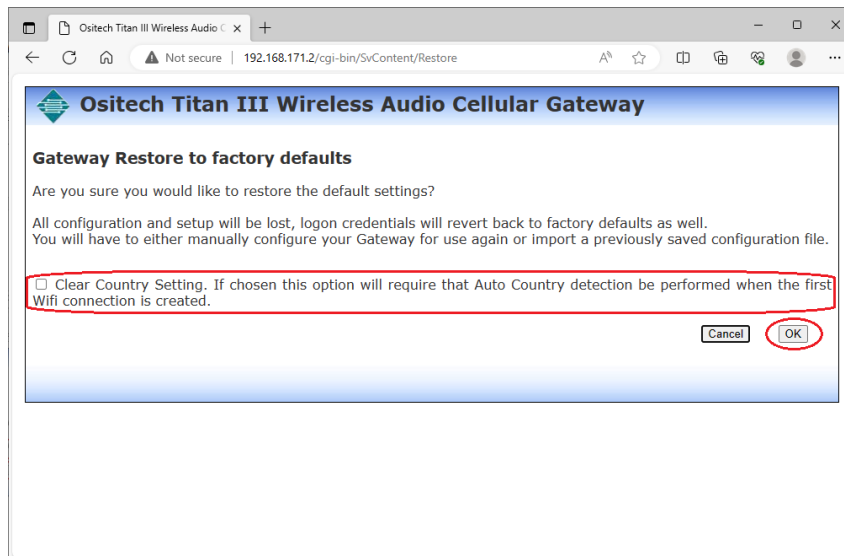 Ositech Titan III Wireless Audio C
Not secure | 192.168.171.2/cgi-bin/SvContent/Restore
Ositech Titan III Wireless Audio Cellular Gateway
Gateway Restore to factory defaults
Are you sure you would like to restore the default settings?
All configuration and setup will be lost, logon credentials will revert back to factory defaults as well.
You will have to either manually configure your Gateway for use again or import a previously saved configuration file.
Clear Country Setting. If chosen this option will require that Auto Country detection be performed when the first
Wifi connection is created.
Cancel OK